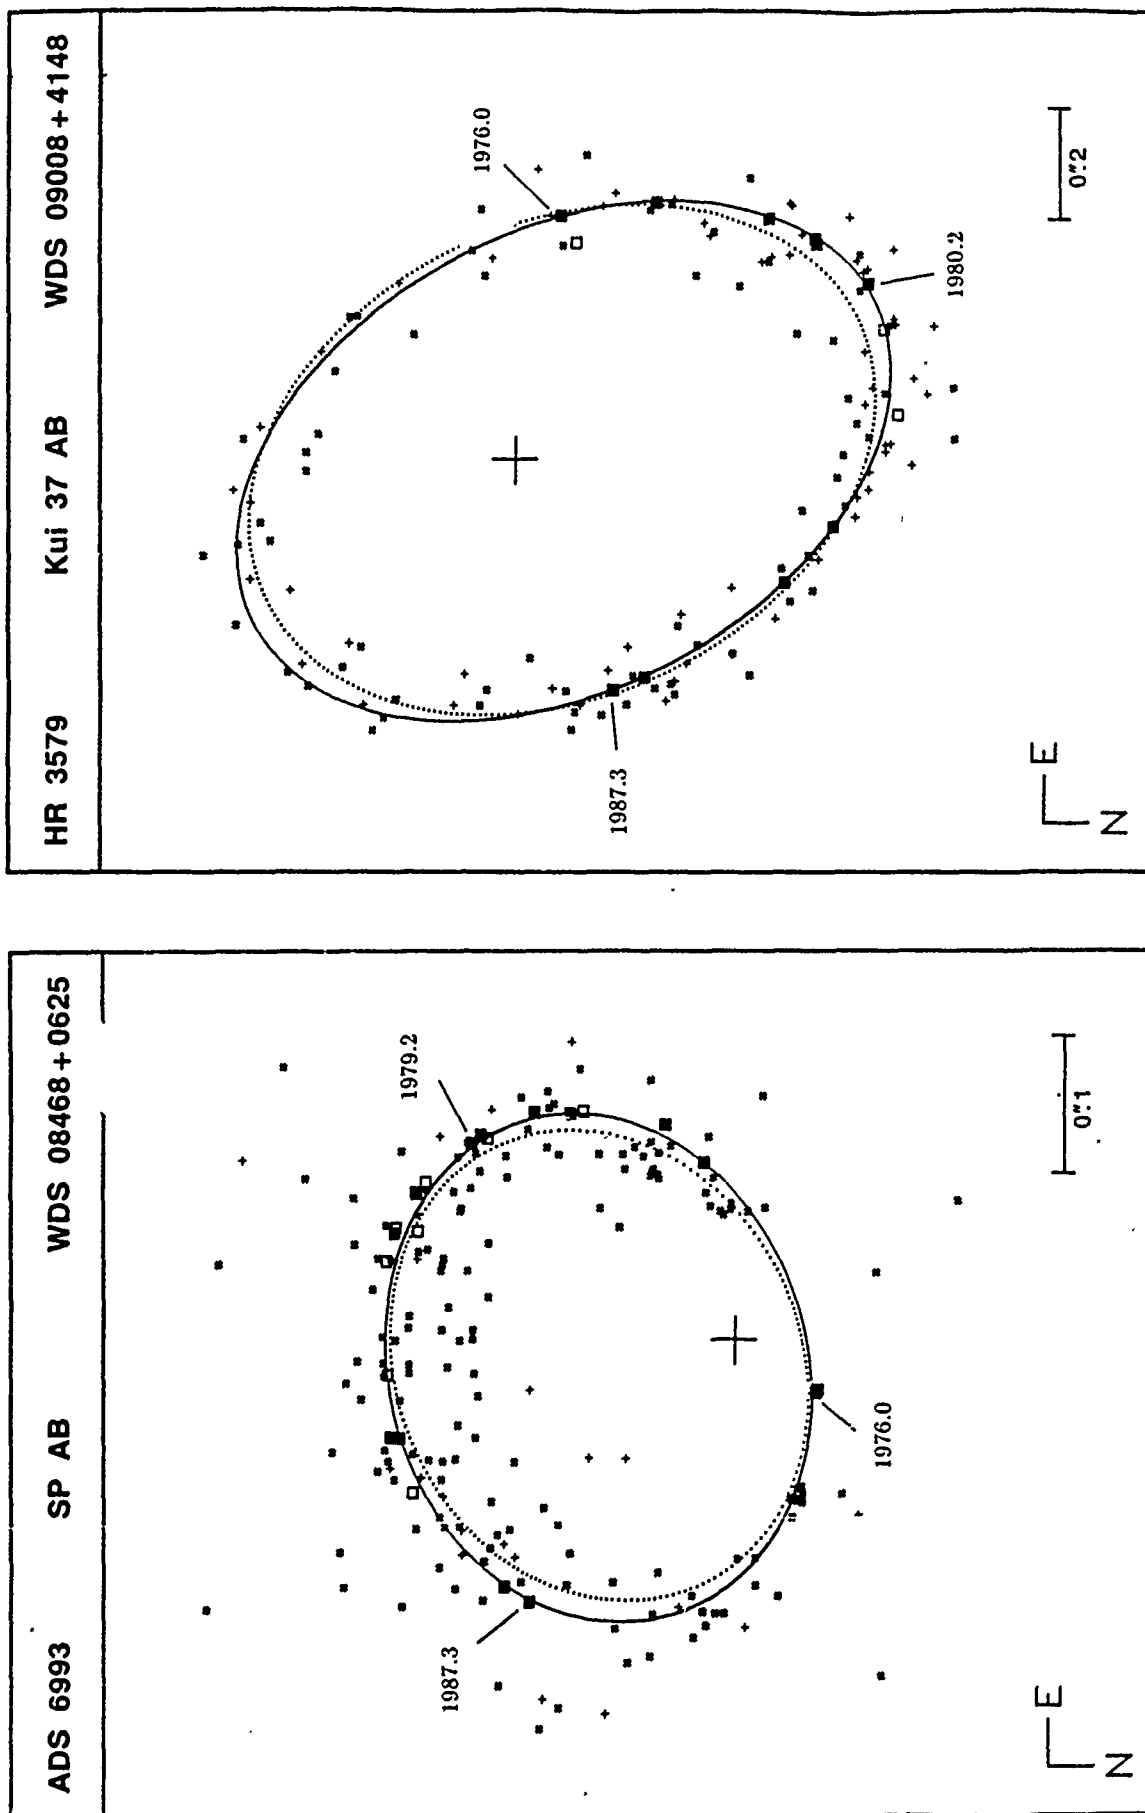 HR 3579 Kui 37 AB WDS 09008+4148
1976.0
1980.2
1987.3
0".2
E
N
ADS 6993 SP AB WDS 08468+0625
1979.2
1976.0
1987.3
0".1
E
N